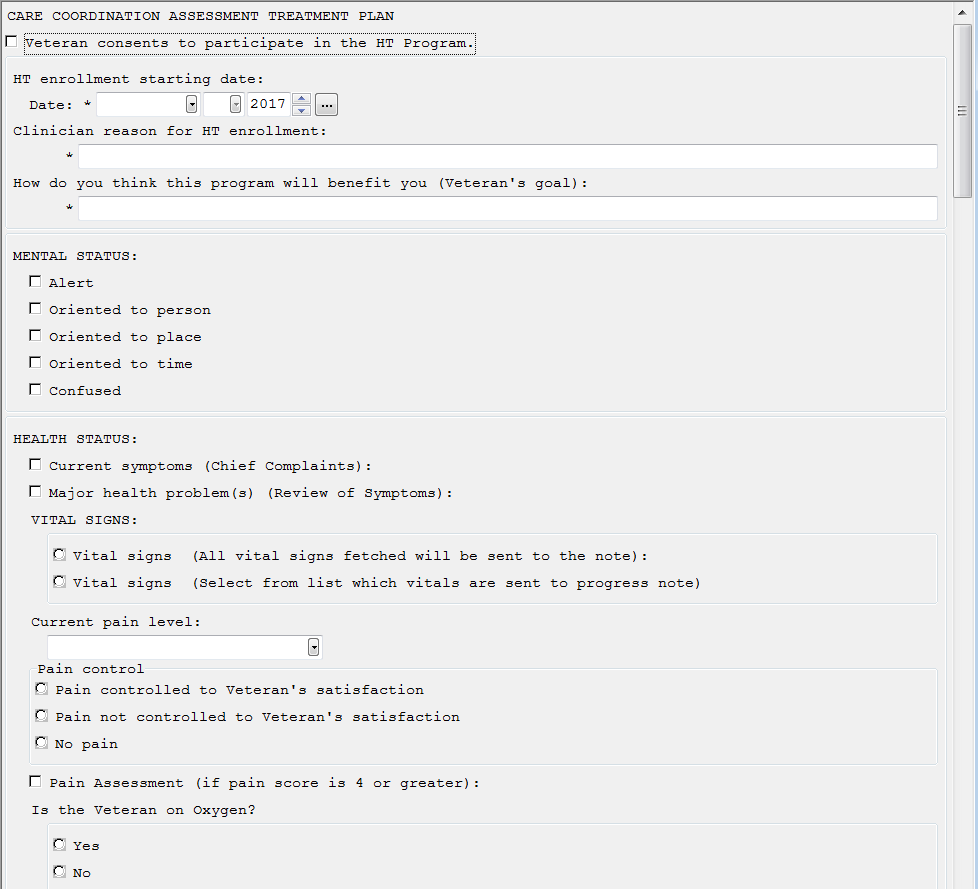 CARE COORDINATION ASSESSMENT TREATMENT PLAN
Veteran consents to participate in the HT Program.
HT enrollment starting date:
Date: * 2017 ...
Clinician reason for HT enrollment:
*
How do you think this program will benefit you (Veteran's goal):
*
MENTAL STATUS:
Alert
Oriented to person
Oriented to place
Oriented to time
Confused
HEALTH STATUS:
Current symptoms (Chief Complaints):
Major health problem(s) (Review of Symptoms):
VITAL SIGNS:
Vital signs (All vital signs fetched will be sent to the note):
Vital signs (Select from list which vitals are sent to progress note)
Current pain level:
Pain control
Pain controlled to Veteran's satisfaction
Pain not controlled to Veteran's satisfaction
No pain
Pain Assessment (if pain score is 4 or greater):
Is the Veteran on Oxygen?
Yes
No